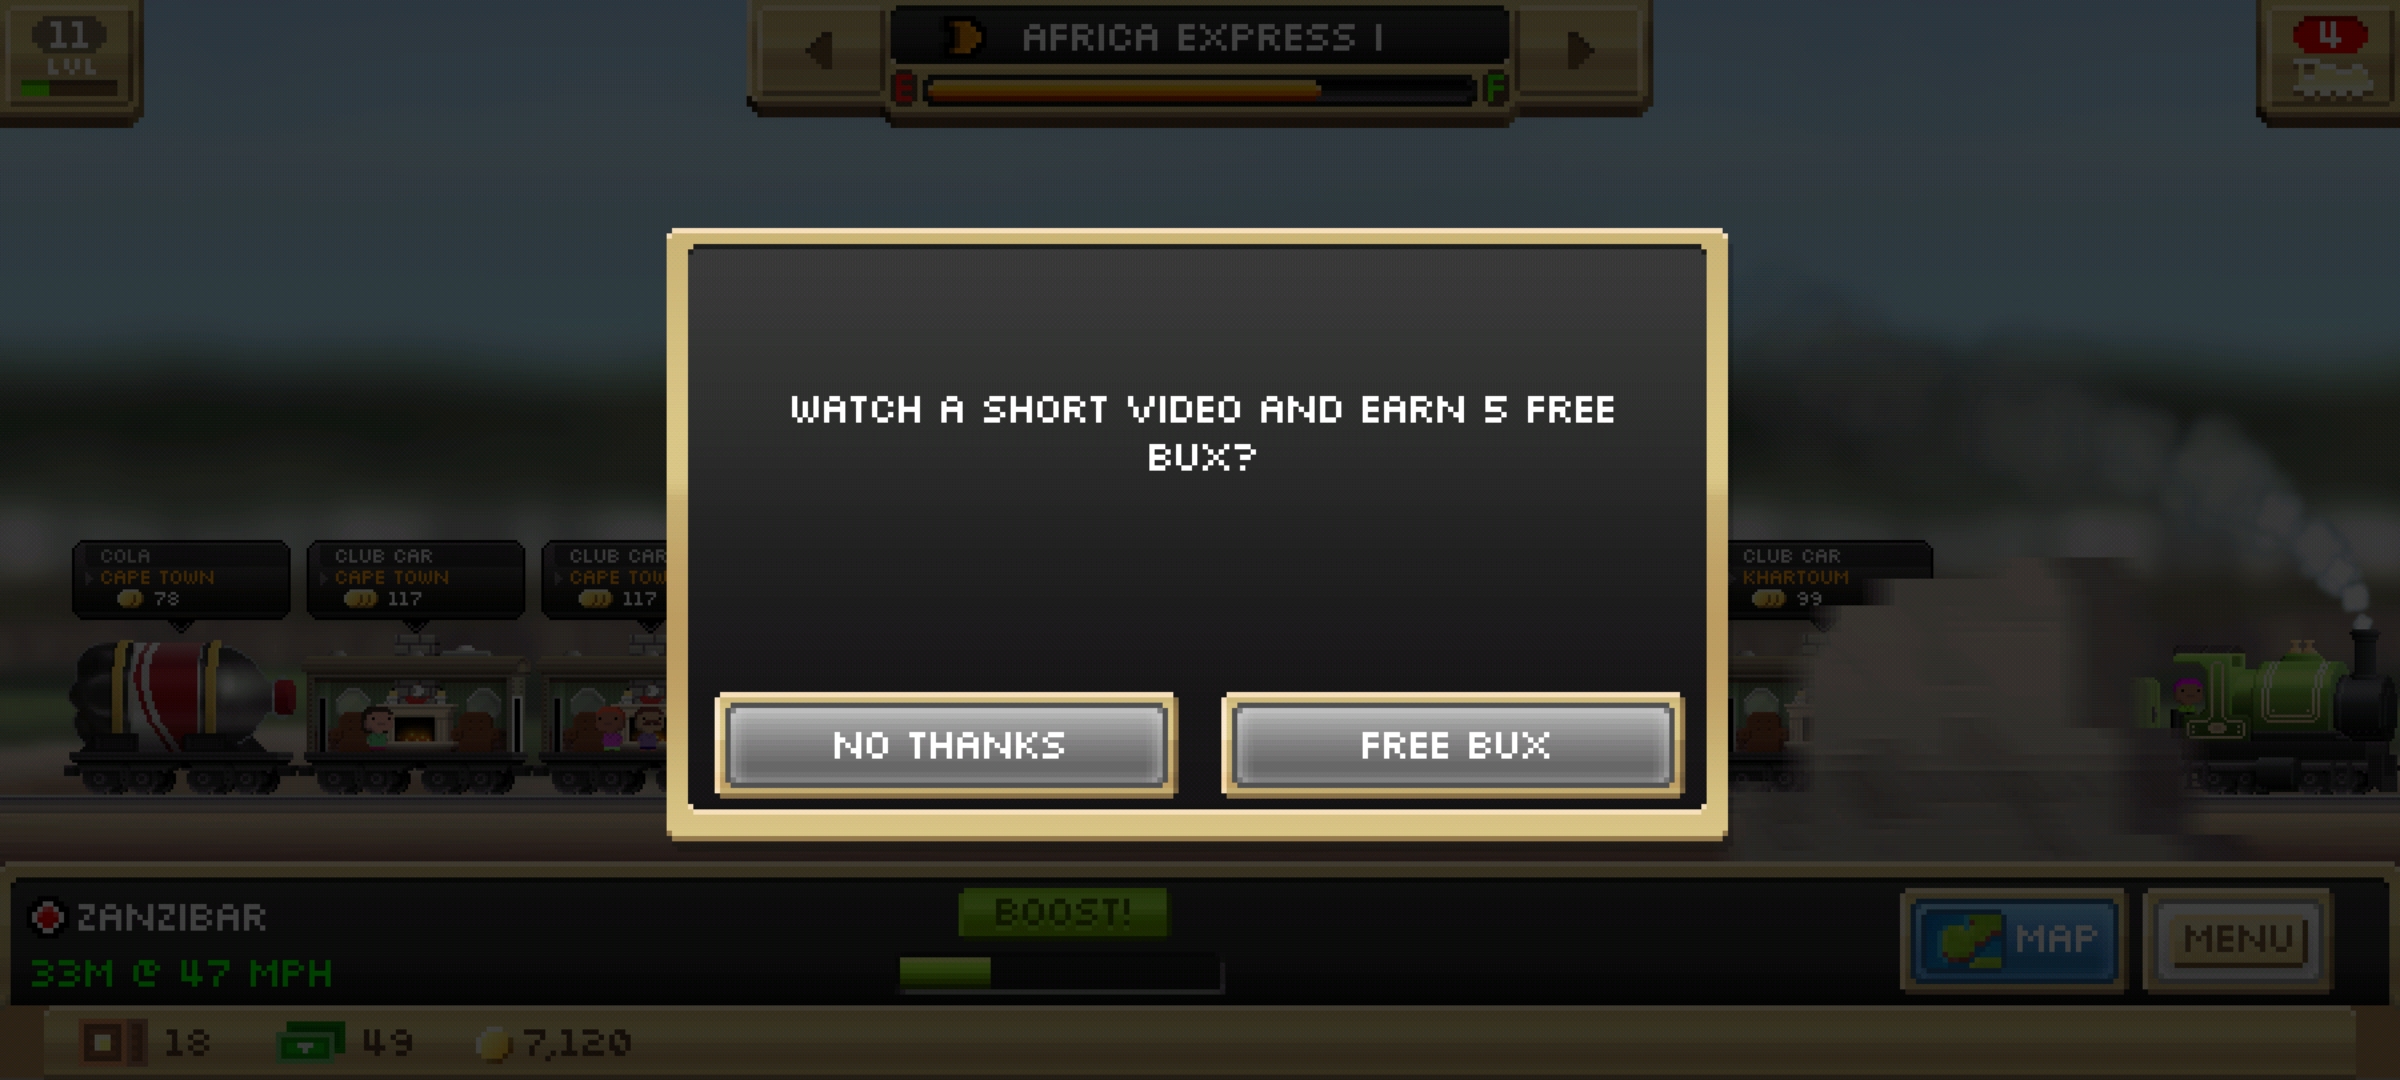 11
LVL
AFRICA EXPRESS I
E
F
4
WATCH A SHORT VIDEO AND EARN 5 FREE
BUX?
NO THANKS
FREE BUX
COLA
CAPE TOWN
78
CLUB CAR
CAPE TOWN
117
CLUB CAR
CAPE TOW
117
CLUB CAR
KHARTOUM
99
ZANZIBAR
33M @ 47 MPH
BOOST!
MAP
MENU
18
49
7,120